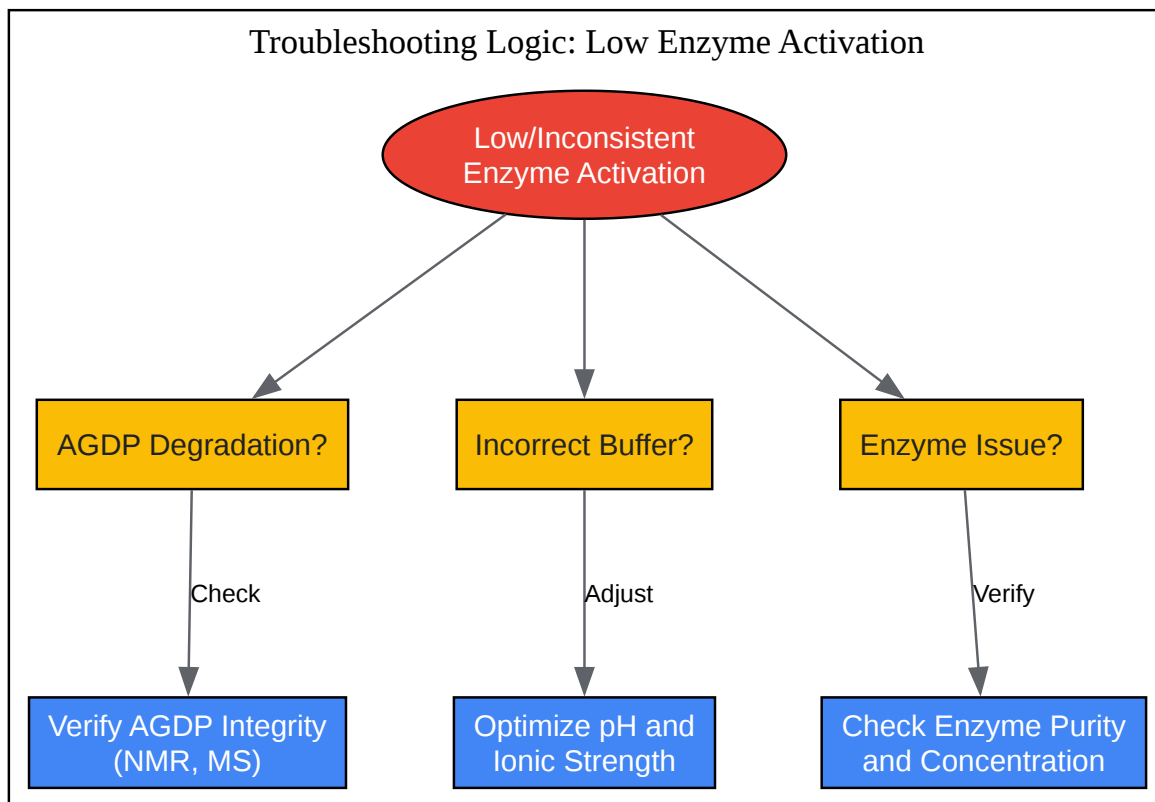 Troubleshooting Logic: Low Enzyme Activation
Low/Inconsistent
Enzyme Activation
AGDP Degradation?
Incorrect Buffer?
Enzyme Issue?
Check
Adjust
Verify
Verify AGDP Integrity
(NMR, MS)
Optimize pH and
Ionic Strength
Check Enzyme Purity
and Concentration